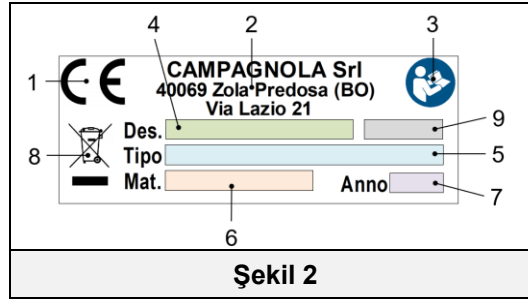 4 2 3
1 CE CAMPAGNOLA Srl
40069 Zola Predosa (BO)
Via Lazio 21
Des. 9
8 Tipo 5
Mat. Anno 7
6
Şekil 2